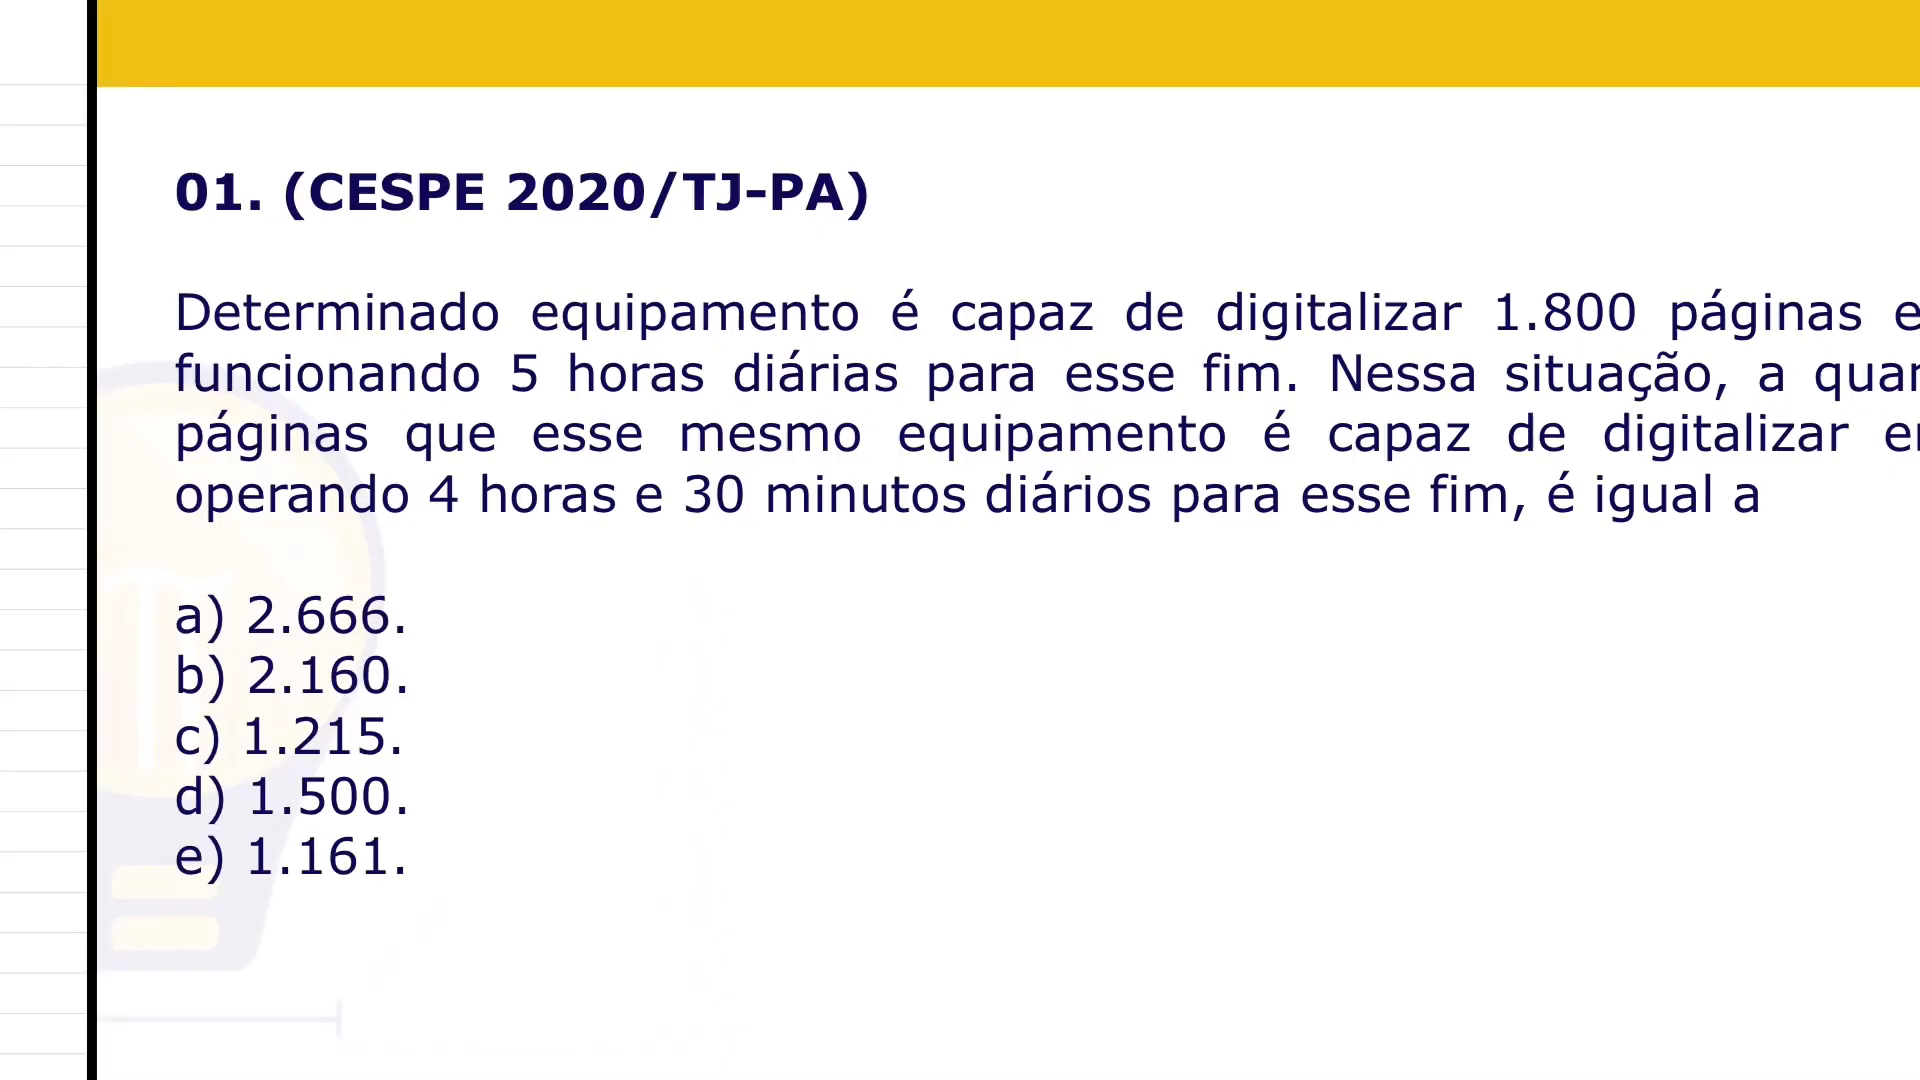 01. (CESPE 2020/TJ-PA)
Determinado equipamento é capaz de digitalizar 1.800 páginas
funcionando 5 horas diárias para esse fim. Nessa situação, a
páginas que esse mesmo equipamento é capaz de digitalizar
operando 4 horas e 30 minutos diários para esse fim, é igual a
a) 2.666.
b) 2.160.
c) 1.215.
d) 1.500.
e) 1.161.